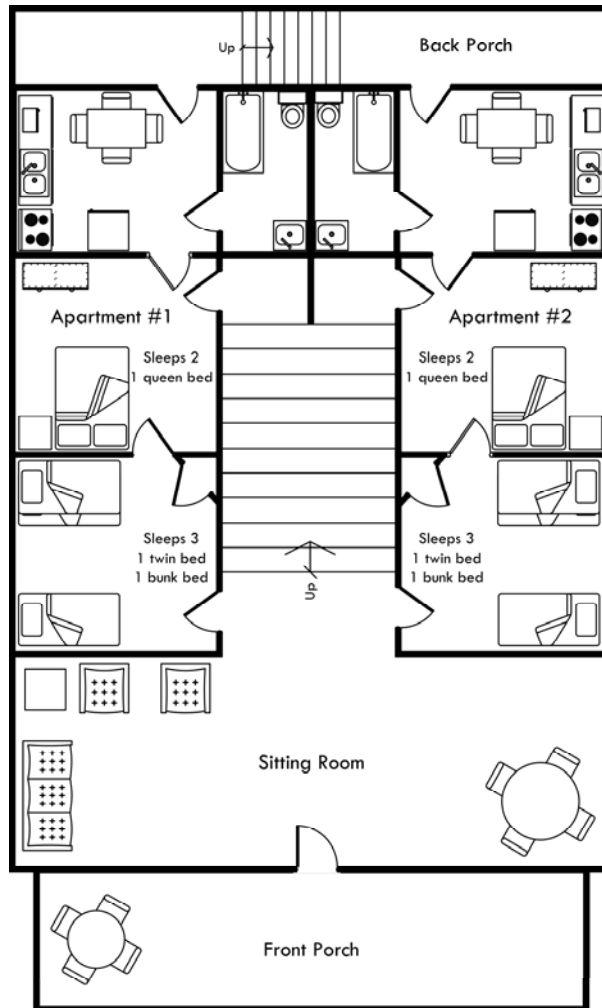 Up
Back Porch
Apartment #1
Apartment #2
Sleeps 2
1 queen bed
Sleeps 2
1 queen bed
Sleeps 3
1 twin bed
1 bunk bed
Sleeps 3
1 twin bed
1 bunk bed
Up
Sitting Room
Front Porch